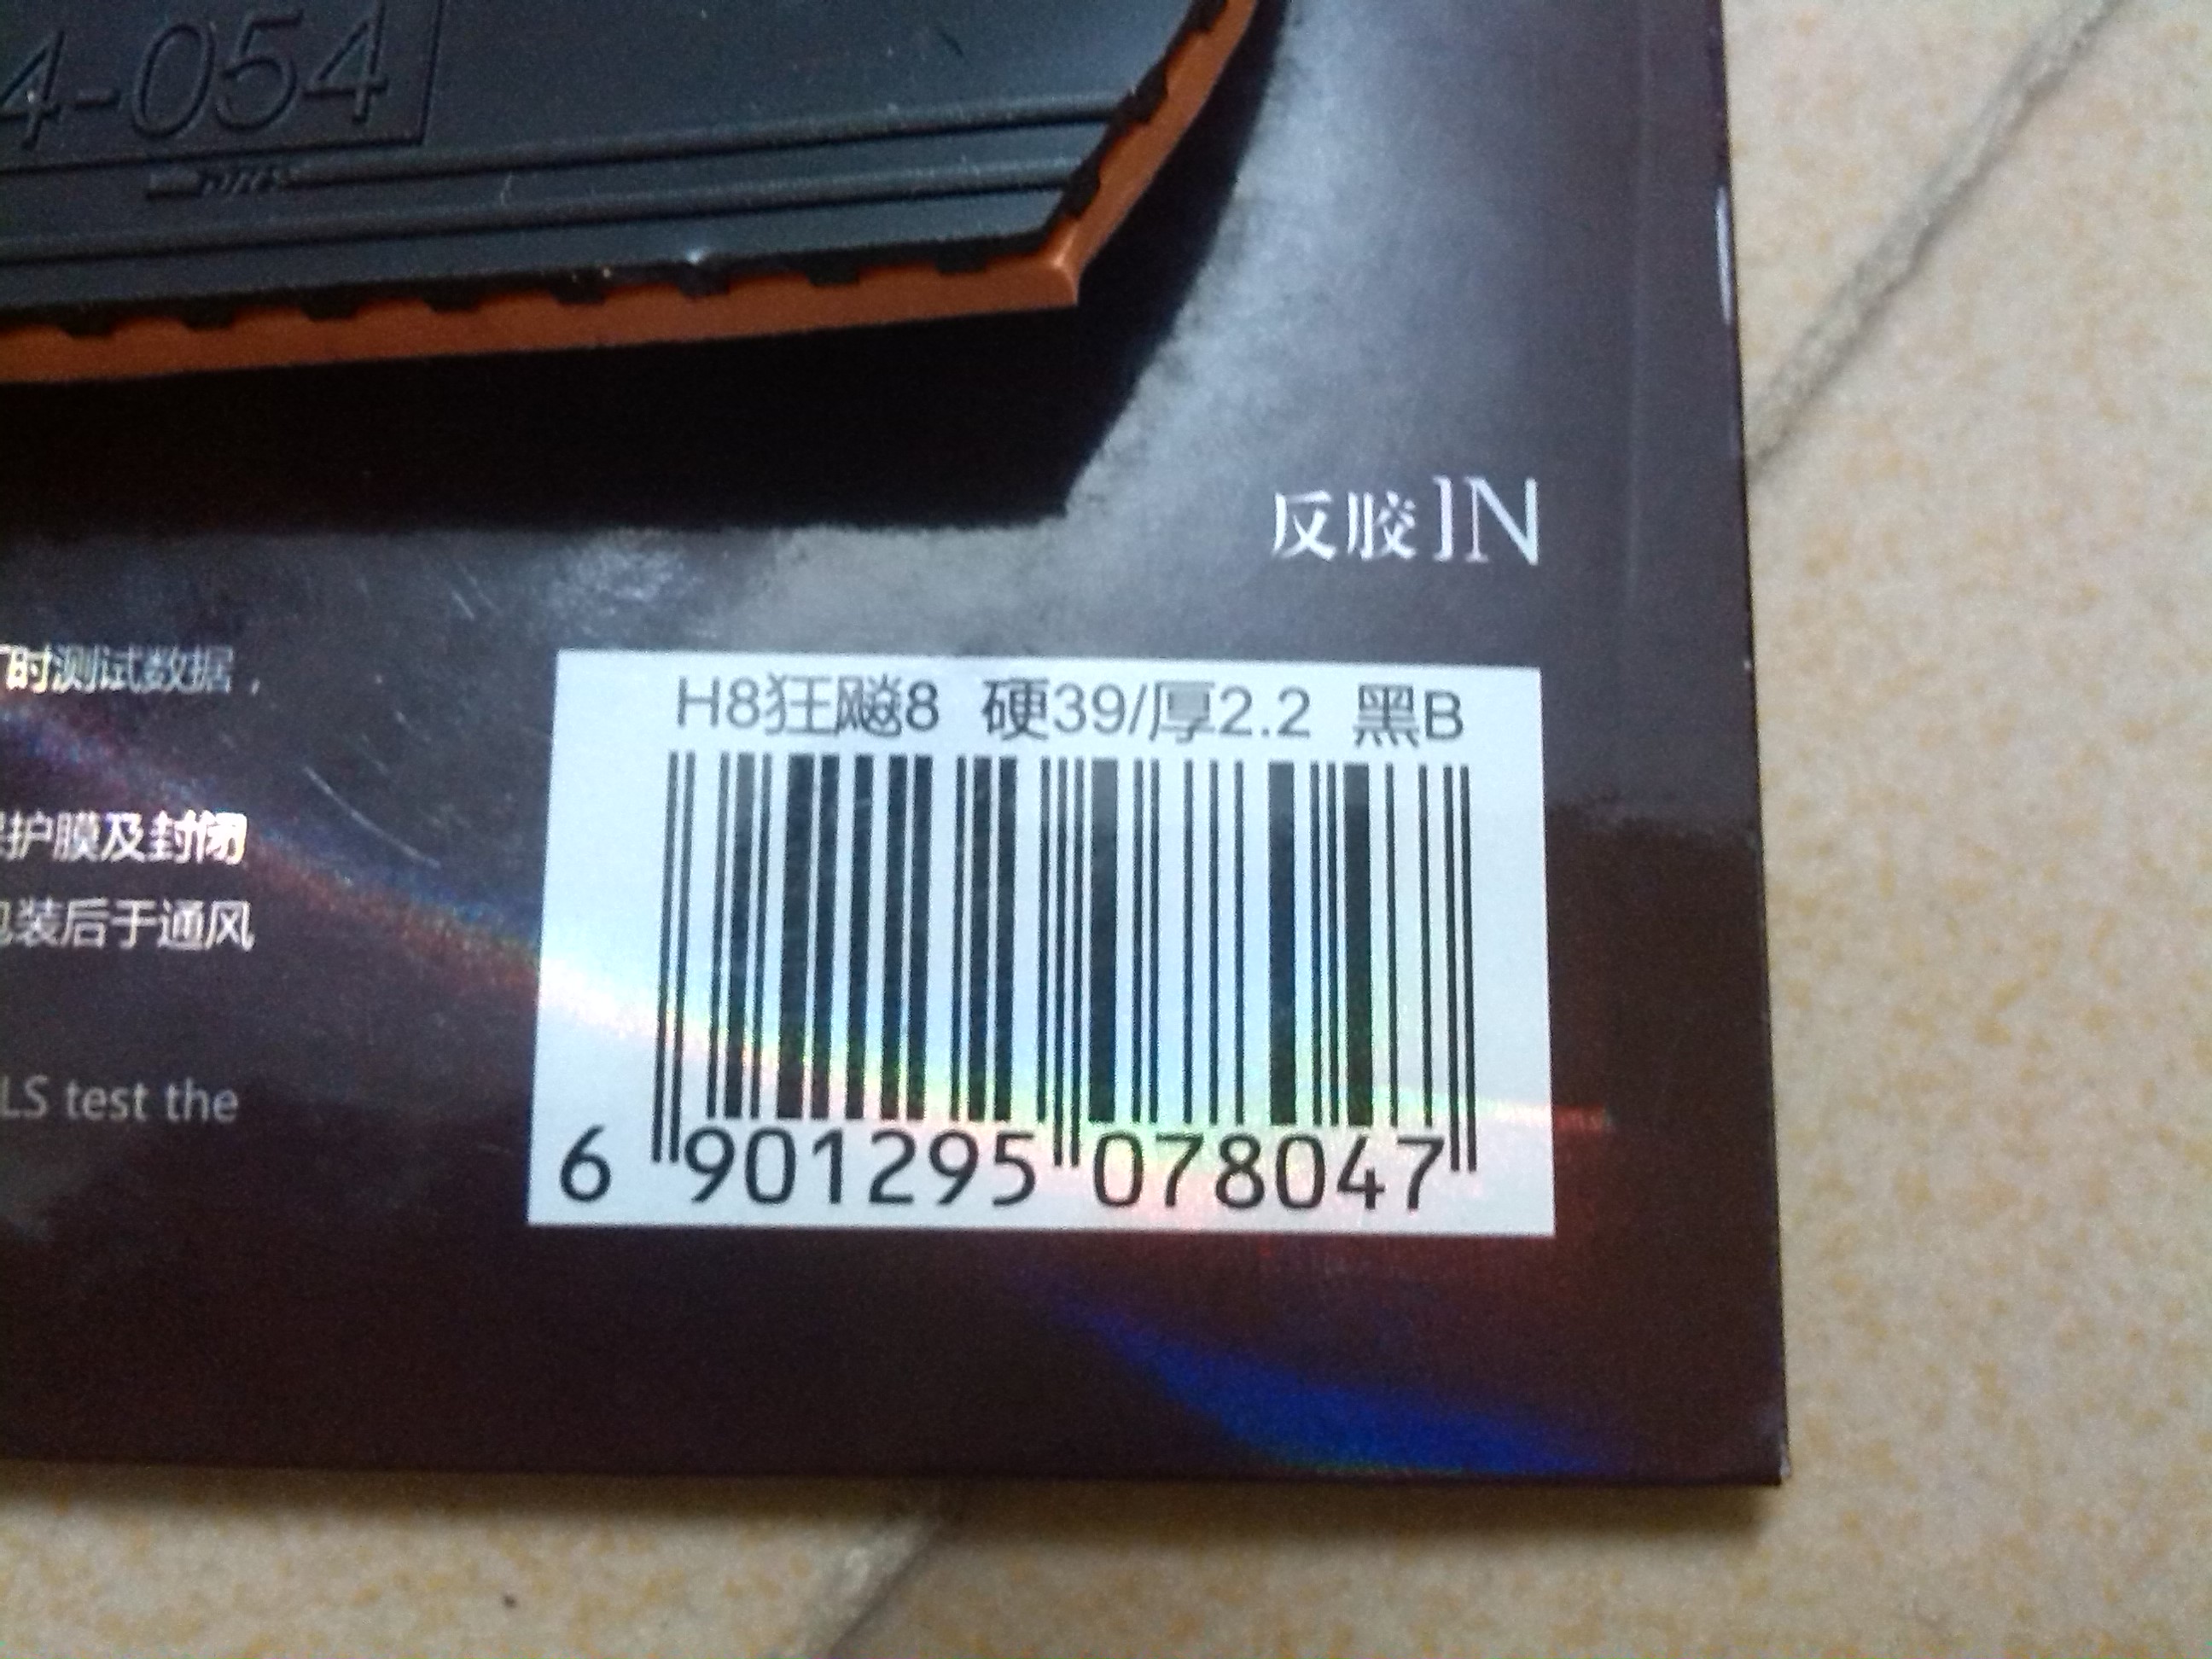 4-054
反胶IN
时测试数据，
H8狂飚8 硬39/厚2.2 黑B
护膜及封闭
装后于通风
LS test the
6 901295 078047